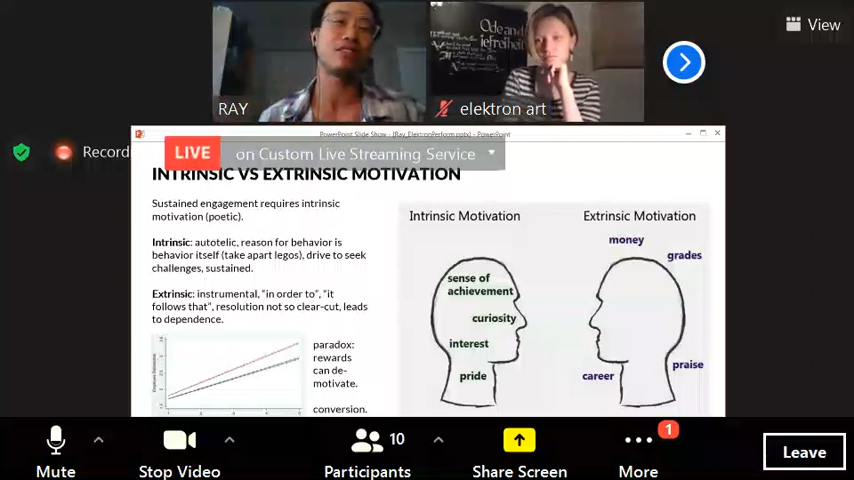 View
Ode and
RAY
elektron art
PowerPoint Slide Show - [Ray_ElectronPerform.pptx] - PowerPoint
Record
LIVE
on Custom Live Streaming Service
INTRINSIC VS EXTRINSIC MOTIVATION
Sustained engagement requires intrinsic
motivation (poetic).
Intrinsic: autotelic, reason for behavior is
behavior itself (take apart legos), drive to seek
challenges, sustained.
Extrinsic: instrumental, "in order to", "it
follows that", resolution not so clear-cut, leads
to dependence.
paradox:
rewards
can de-
motivate.
conversion.
Intrinsic Motivation
sense of
achievement
curiosity
interest
pride
Extrinsic Motivation
money
grades
praise
career
10
1
Mute
Stop Video
Participants
Share Screen
More
Leave